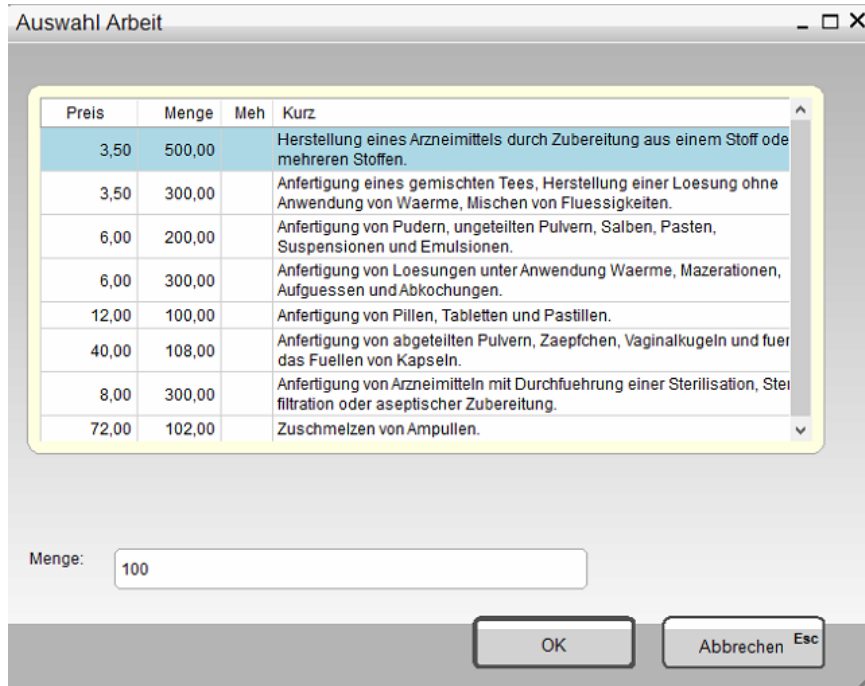 Auswahl Arbeit
Preis Menge Meh Kurz
3,50 500,00 Herstellung eines Arzneimittels durch Zubereitung aus einem Stoff ode
mehreren Stoffen.
3,50 300,00 Anfertigung eines gemischten Tees, Herstellung einer Loesung ohne
Anwendung von Waerme, Mischen von Fluessigkeiten.
6,00 200,00 Anfertigung von Pudern, ungeteilten Pulvern, Salben, Pasten,
Suspensionen und Emulsionen.
6,00 300,00 Anfertigung von Loesungen unter Anwendung Waerme, Mazerationen,
Aufguessen und Abkochungen.
12,00 100,00 Anfertigung von Pillen, Tabletten und Pastillen.
40,00 108,00 Anfertigung von abgeteilten Pulvern, Zaepfchen, Vaginalkugeln und fuer
das Fuellen von Kapseln.
8,00 300,00 Anfertigung von Arzneimitteln mit Durchfuehrung einer Sterilisation, Ster
filtration oder aseptischer Zubereitung.
72,00 102,00 Zuschmelzen von Ampullen.
Menge: 100
OK Abbrechen Esc